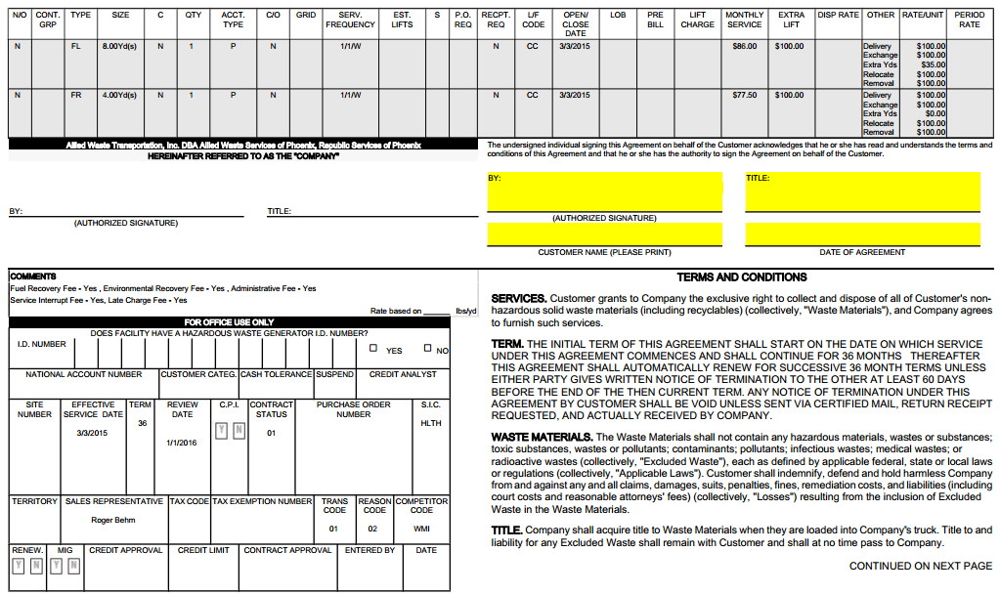 N/O CONT. GRP TYPE SIZE C QTY ACCT. TYPE C/O GRID SERV. FREQUENCY EST. LIFTS S P.O. REQ RECPT. REQ L/F CODE OPEN/ CLOSE DATE LOB PRE BILL LIFT CHARGE MONTHLY SERVICE EXTRA LIFT DISP RATE OTHER RATE/UNIT PERIOD RATE
N FL 8.00Yd(s) N 1 P N 1/1/W N CC 3/3/2015 $86.00 $100.00 Delivery $100.00
Exchange $100.00
Extra Yds $35.00
Relocate $100.00
Removal $100.00
N FR 4.00Yd(s) N 1 P N 1/1/W N CC 3/3/2015 $77.50 $100.00 Delivery $100.00
Exchange $100.00
Extra Yds $0.00
Relocate $100.00
Removal $100.00
Allied Waste Transportation, Inc. DBA Allied Waste Services of Phoenix, Republic Services of Phoenix
HEREINAFTER REFERRED TO AS THE "COMPANY"
BY: TITLE:
(AUTHORIZED SIGNATURE)
The undersigned individual signing this Agreement on behalf of the Customer acknowledges that he or she has read and understands the terms and
conditions of this Agreement and that he or she has the authority to sign the Agreement on behalf of the Customer.
BY: TITLE:
(AUTHORIZED SIGNATURE)
CUSTOMER NAME (PLEASE PRINT) DATE OF AGREEMENT
COMMENTS
Fuel Recovery Fee - Yes , Environmental Recovery Fee - Yes , Administrative Fee - Yes
Service Interrupt Fee - Yes, Late Charge Fee - Yes
Rate based on ______ lbs/yd
FOR OFFICE USE ONLY
DOES FACILITY HAVE A HAZARDOUS WASTE GENERATOR I.D. NUMBER?
I.D. NUMBER YES NO
NATIONAL ACCOUNT NUMBER CUSTOMER CATEG. CASH TOLERANCE SUSPEND CREDIT ANALYST
SITE NUMBER EFFECTIVE SERVICE DATE TERM REVIEW DATE C.P.I. CONTRACT STATUS PURCHASE ORDER NUMBER S.I.C.
3/3/2015 36 1/1/2016 Y N 01 HLTH
TERRITORY SALES REPRESENTATIVE TAX CODE TAX EXEMPTION NUMBER TRANS CODE REASON CODE COMPETITOR CODE
Roger Behm 01 02 WMI
RENEW. MIG CREDIT APPROVAL CREDIT LIMIT CONTRACT APPROVAL ENTERED BY DATE
Y N Y N
TERMS AND CONDITIONS
SERVICES. Customer grants to Company the exclusive right to collect and dispose of all of Customer's non-
hazardous solid waste materials (including recyclables) (collectively, "Waste Materials"), and Company agrees
to furnish such services.
TERM. THE INITIAL TERM OF THIS AGREEMENT SHALL START ON THE DATE ON WHICH SERVICE
UNDER THIS AGREEMENT COMMENCES AND SHALL CONTINUE FOR 36 MONTHS THEREAFTER
THIS AGREEMENT SHALL AUTOMATICALLY RENEW FOR SUCCESSIVE 36 MONTH TERMS UNLESS
EITHER PARTY GIVES WRITTEN NOTICE OF TERMINATION TO THE OTHER AT LEAST 60 DAYS
BEFORE THE END OF THE THEN CURRENT TERM. ANY NOTICE OF TERMINATION UNDER THIS
AGREEMENT BY CUSTOMER SHALL BE VOID UNLESS SENT VIA CERTIFIED MAIL, RETURN RECEIPT
REQUESTED, AND ACTUALLY RECEIVED BY COMPANY.
WASTE MATERIALS. The Waste Materials shall not contain any hazardous materials, wastes or substances;
toxic substances, wastes or pollutants; contaminants; pollutants; infectious wastes; medical wastes; or
radioactive wastes (collectively, "Excluded Waste"), each as defined by applicable federal, state or local laws
or regulations (collectively, "Applicable Laws"). Customer shall indemnify, defend and hold harmless Company
from and against any and all claims, damages, suits, penalties, fines, remediation costs, and liabilities (including
court costs and reasonable attorneys' fees) (collectively, "Losses") resulting from the inclusion of Excluded
Waste in the Waste Materials.
TITLE. Company shall acquire title to Waste Materials when they are loaded into Company's truck. Title to and
liability for any Excluded Waste shall remain with Customer and shall at no time pass to Company.
CONTINUED ON NEXT PAGE